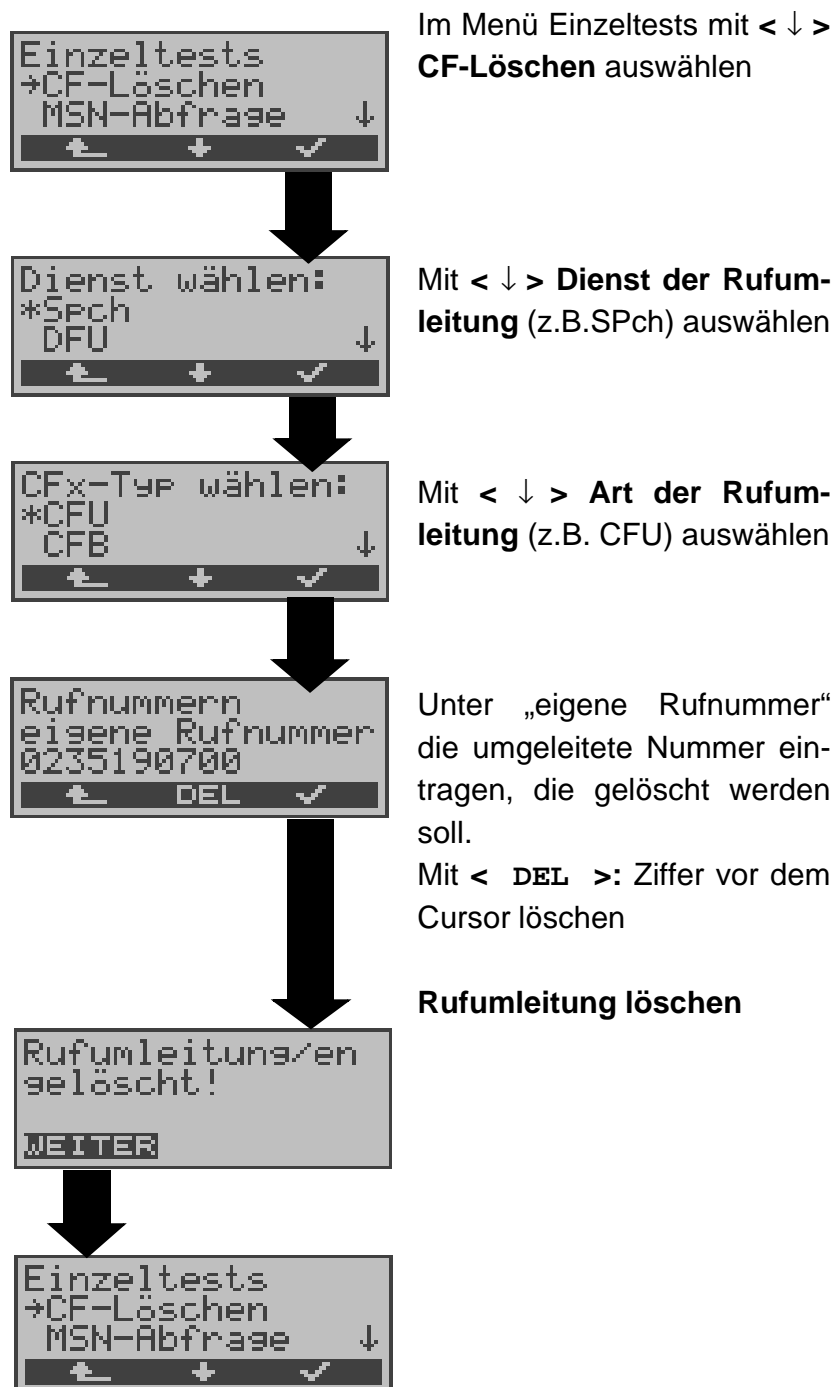 Einzeltests
→CF-Löschen
MSN-Abfrage ↓
Im Menü Einzeltests mit < ↓ >
CF-Löschen auswählen
Dienst wählen:
*Spch
DFU ↓
Mit < ↓ > Dienst der Rufum-
leitung (z.B.SPch) auswählen
CFx-Typ wählen:
*CFU
CFB ↓
Mit < ↓ > Art der Rufum-
leitung (z.B. CFU) auswählen
Rufnummern
eigene Rufnummer
0235190700
DEL
Unter „eigene Rufnummer“
die umgeleitete Nummer ein-
tragen, die gelöscht werden
soll.
Mit < DEL >: Ziffer vor dem
Cursor löschen
Rufumleitung löschen
Rufumleitung/en
gelöscht!
WEITER
Einzeltests
→CF-Löschen
MSN-Abfrage ↓